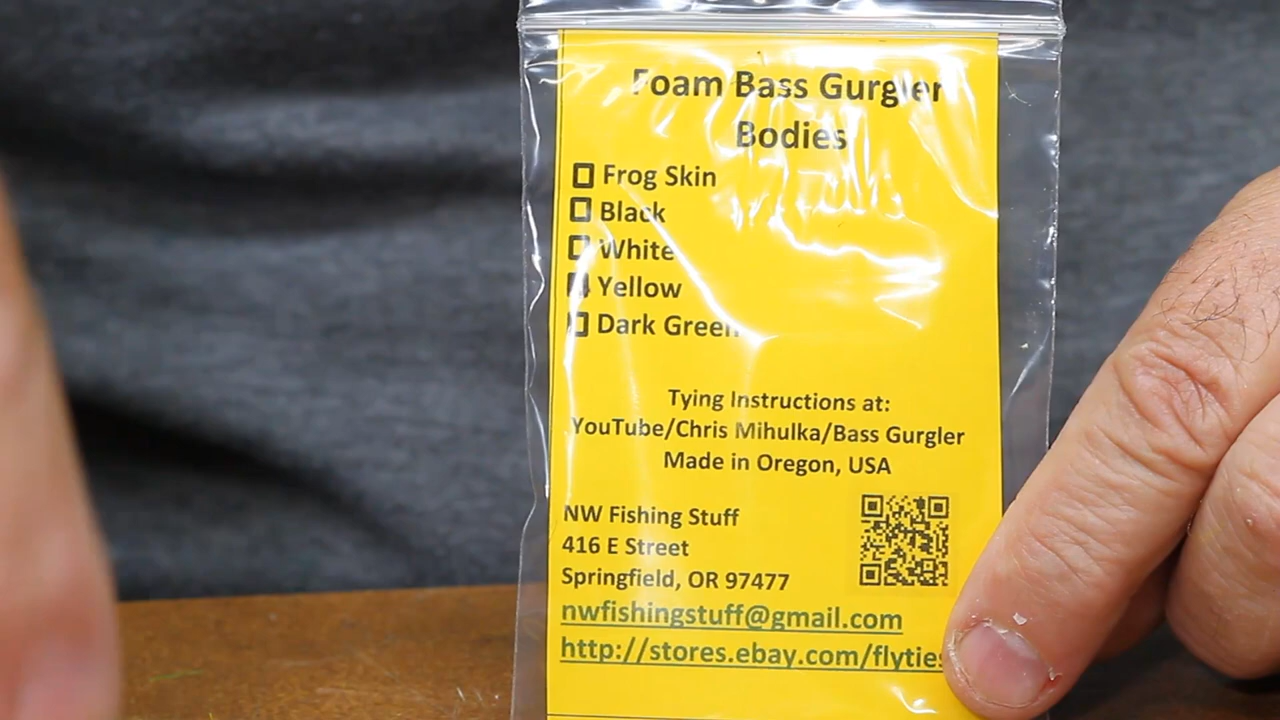 Foam Bass Gurgler
Bodies
Frog Skin
Black
White
Yellow
Dark Green
Tying Instructions at:
YouTube/Chris Mihulka/Bass Gurgler
Made in Oregon, USA
NW Fishing Stuff
416 E Street
Springfield, OR 97477
nwfishingstuff@gmail.com
http://stores.ebay.com/flyties